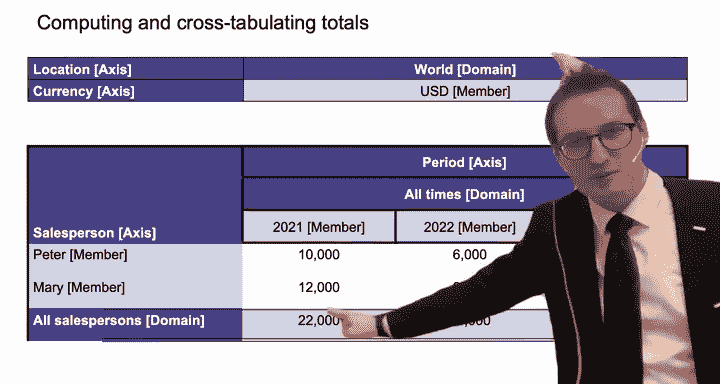 Computing and cross-tabulating totals
Location [Axis] World [Domain]
Currency [Axis] USD [Member]
Period [Axis]
All times [Domain]
Salesperson [Axis] 2021 [Member] 2022 [Member]
Peter [Member] 10,000 6,000
Mary [Member] 12,000
All salespersons [Domain] 22,000